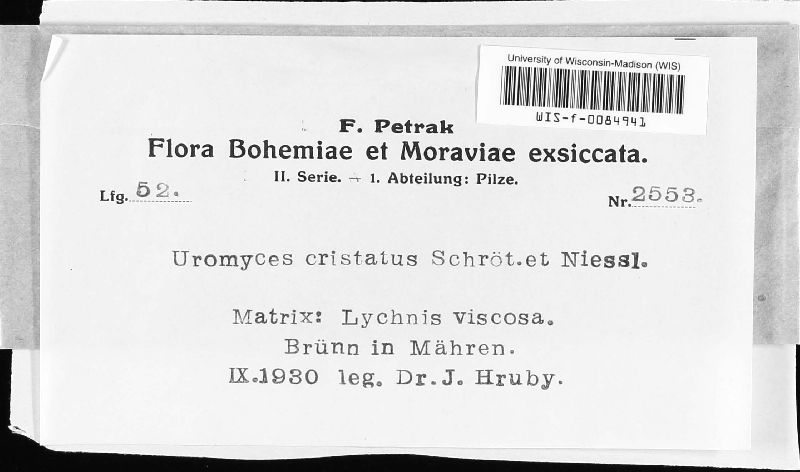 University of Wisconsin-Madison (WIS)
WIS-f-0084941
F. Petrak
Flora Bohemiae et Moraviae exsiccata.
II. Serie. — 1. Abteilung: Pilze.
Lfg. 52.
Nr. 2553.
Uromyces cristatus Schröt.et Niessl.
Matrix: Lychnis viscosa.
Brünn in Mähren.
IX.1930 leg. Dr.J. Hruby.